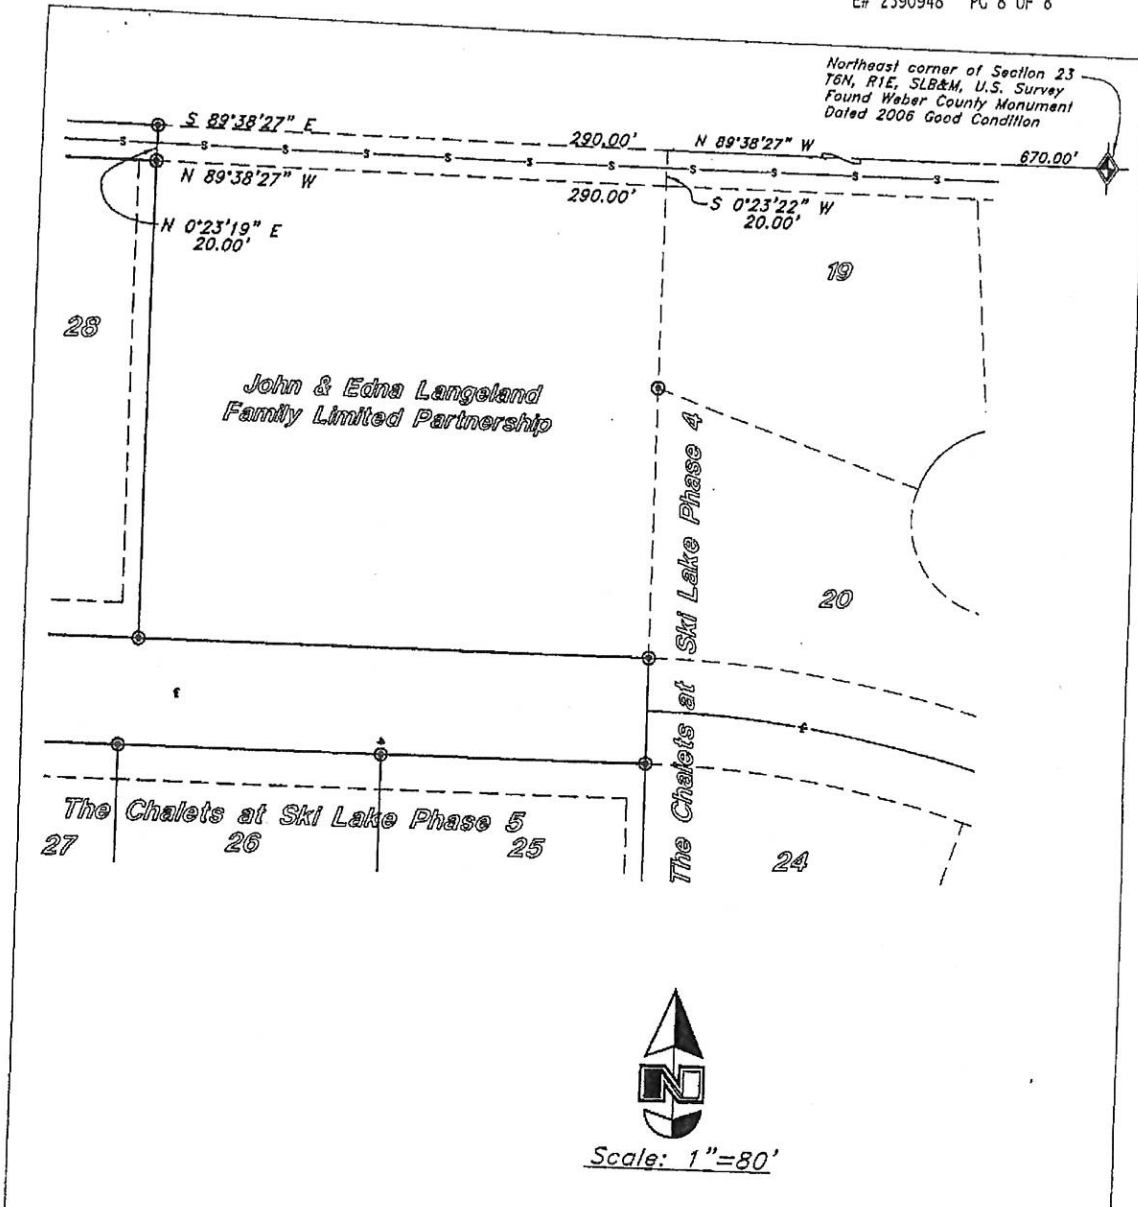 E# 2390948 PG 8 OF 8
Northeast corner of Section 23
T6N, R1E, SLB&M, U.S. Survey
Found Weber County Monument
Dated 2006 Good Condition
S 89°38'27" E
290.00'
N 89°38'27" W
670.00'
S S S S S S S S S S S
N 89°38'27" W
290.00'
S 0°23'22" W
20.00'
N 0°23'19" E
20.00'
19
28
John & Edna Langeland
Family Limited Partnership
The Chalets at Ski Lake Phase 4
20
The Chalets at Ski Lake Phase 5
27
26
25
24
N
Scale: 1"=80'